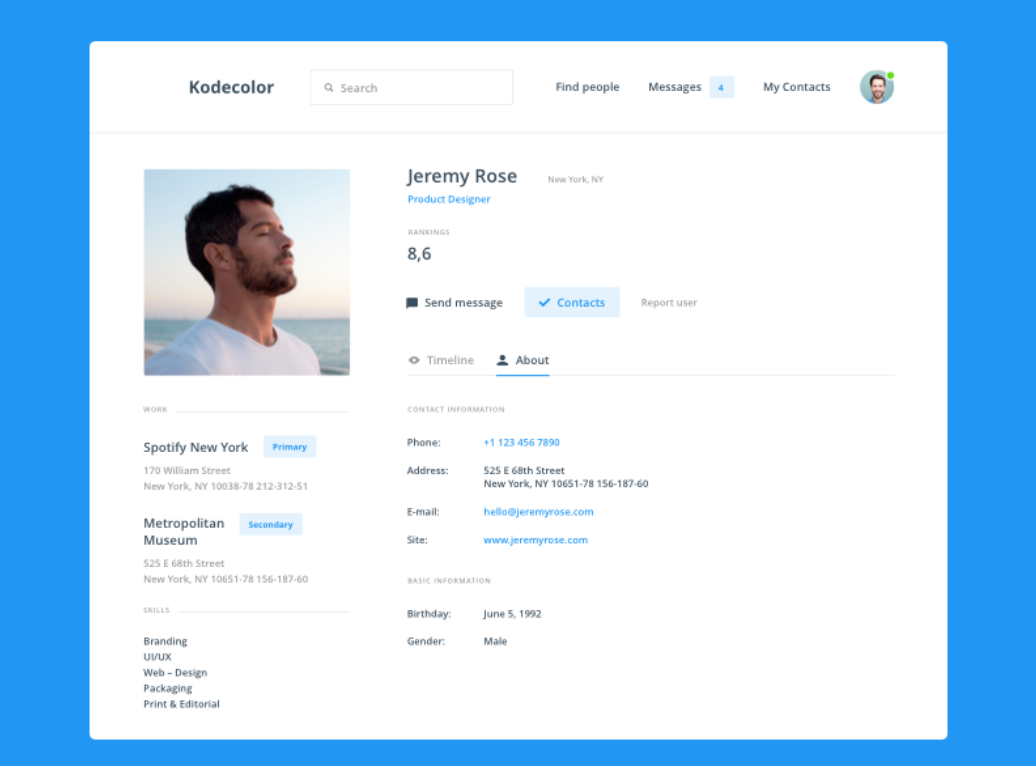 Kodecolor
Search
Find people
Messages 4
My Contacts
Jeremy Rose
New York, NY
Product Designer
RANKINGS
8,6
Send message
Contacts
Report user
Timeline
About
WORK
Spotify New York Primary
170 William Street
New York, NY 10038-78 212-312-51
Metropolitan
Museum
Secondary
525 E 68th Street
New York, NY 10651-78 156-187-60
SKILLS
Branding
UI/UX
Web – Design
Packaging
Print & Editorial
CONTACT INFORMATION
Phone: +1 123 456 7890
Address: 525 E 68th Street
New York, NY 10651-78 156-187-60
E-mail: hello@jeremyrose.com
Site: www.jeremyrose.com
BASIC INFORMATION
Birthday: June 5, 1992
Gender: Male